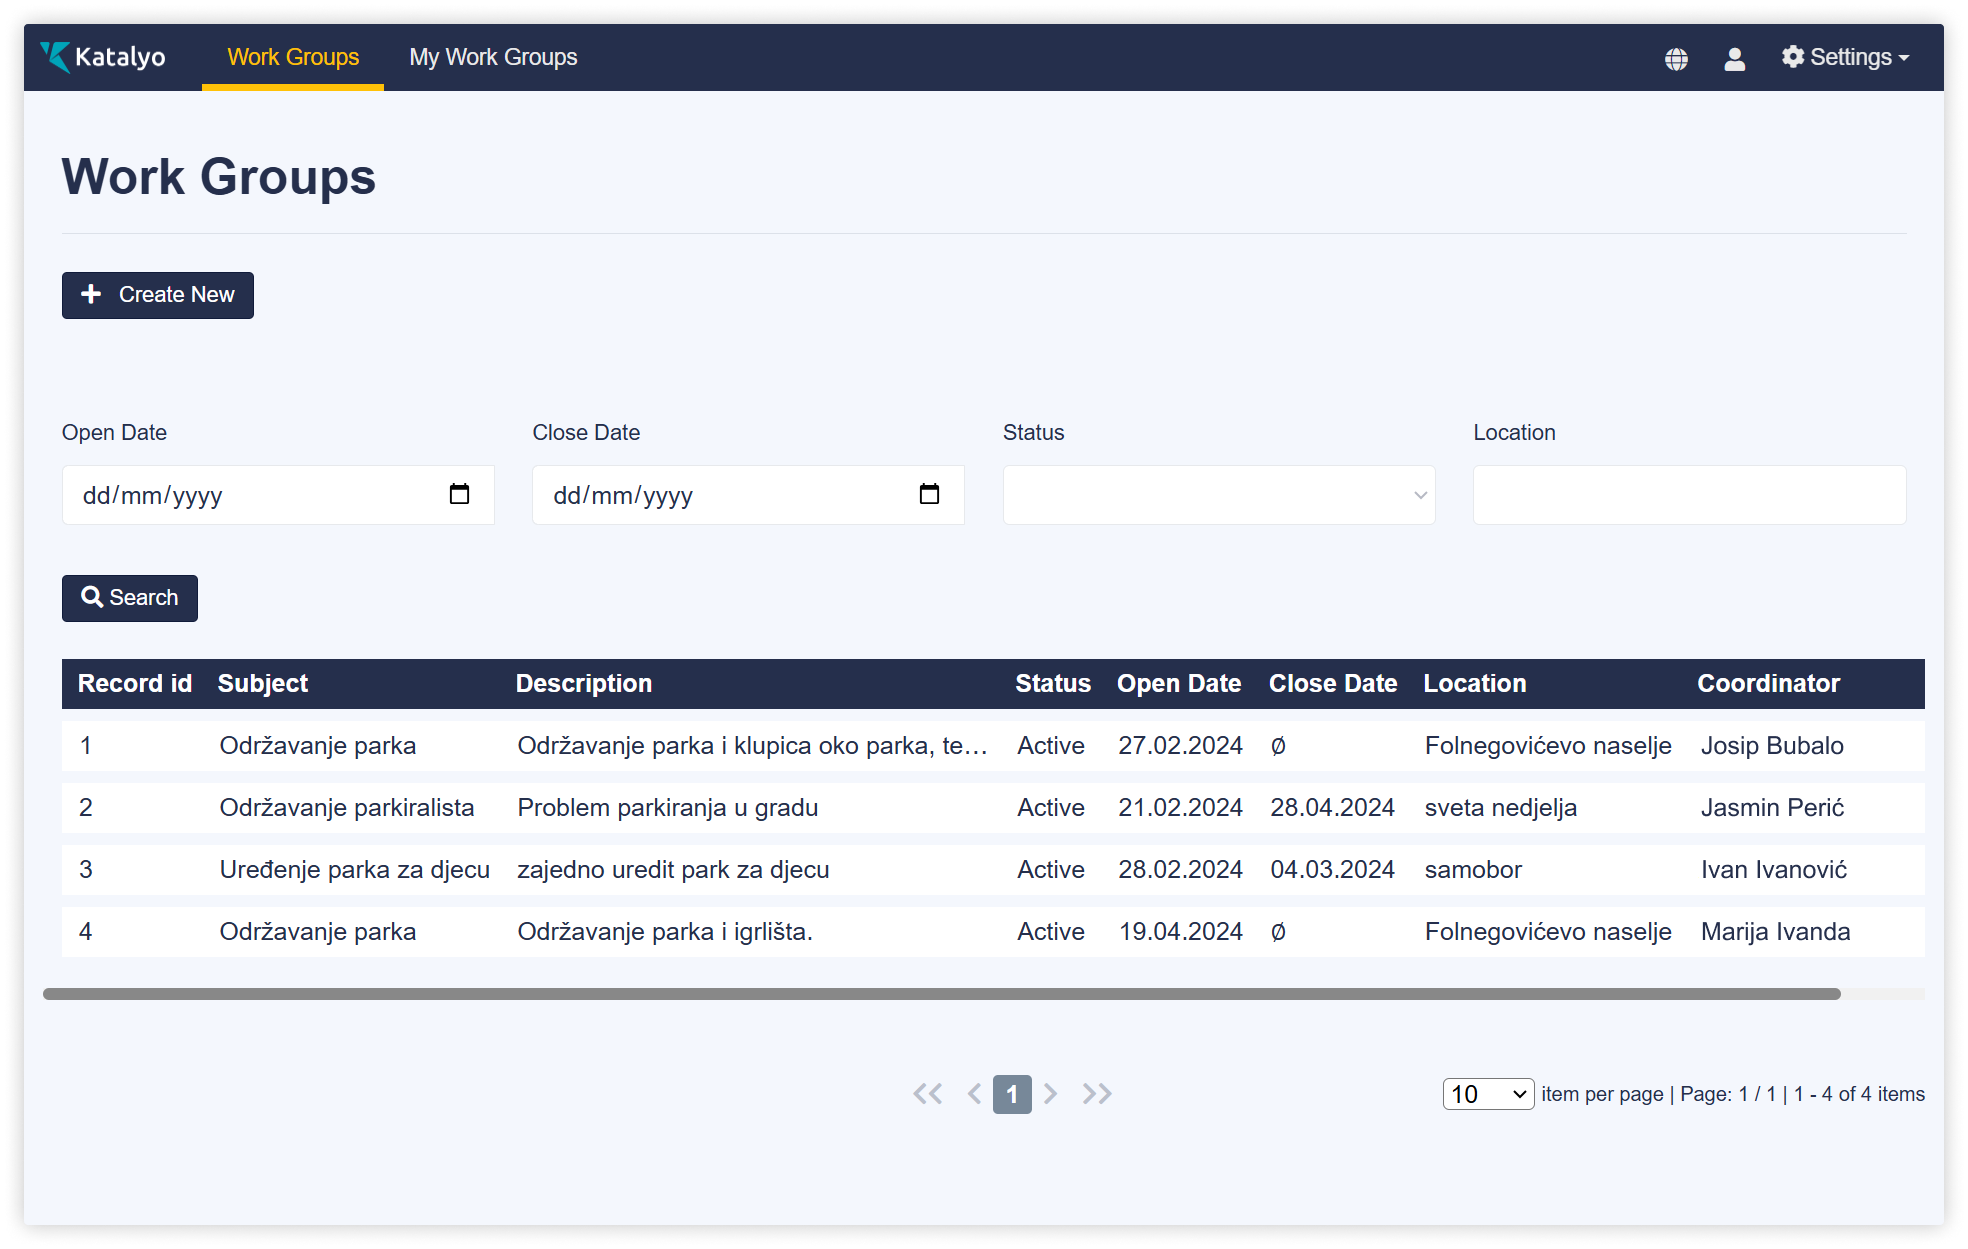 Katalyo Work Groups My Work Groups Settings
Work Groups
Create New
Open Date Close Date Status Location
dd/mm/yyyy dd/mm/yyyy
Search
Record id Subject Description Status Open Date Close Date Location Coordinator
1 Održavanje parka Održavanje parka i klupica oko parka, te... Active 27.02.2024 Ø Folnegovićevo naselje Josip Bubalo
2 Održavanje parkiralista Problem parkiranja u gradu Active 21.02.2024 28.04.2024 sveta nedjelja Jasmin Perić
3 Uređenje parka za djecu zajedno uredit park za djecu Active 28.02.2024 04.03.2024 samobor Ivan Ivanović
4 Održavanje parka Održavanje parka i igrlišta. Active 19.04.2024 Ø Folnegovićevo naselje Marija Ivanda
1 10 item per page | Page: 1 / 1 | 1 - 4 of 4 items